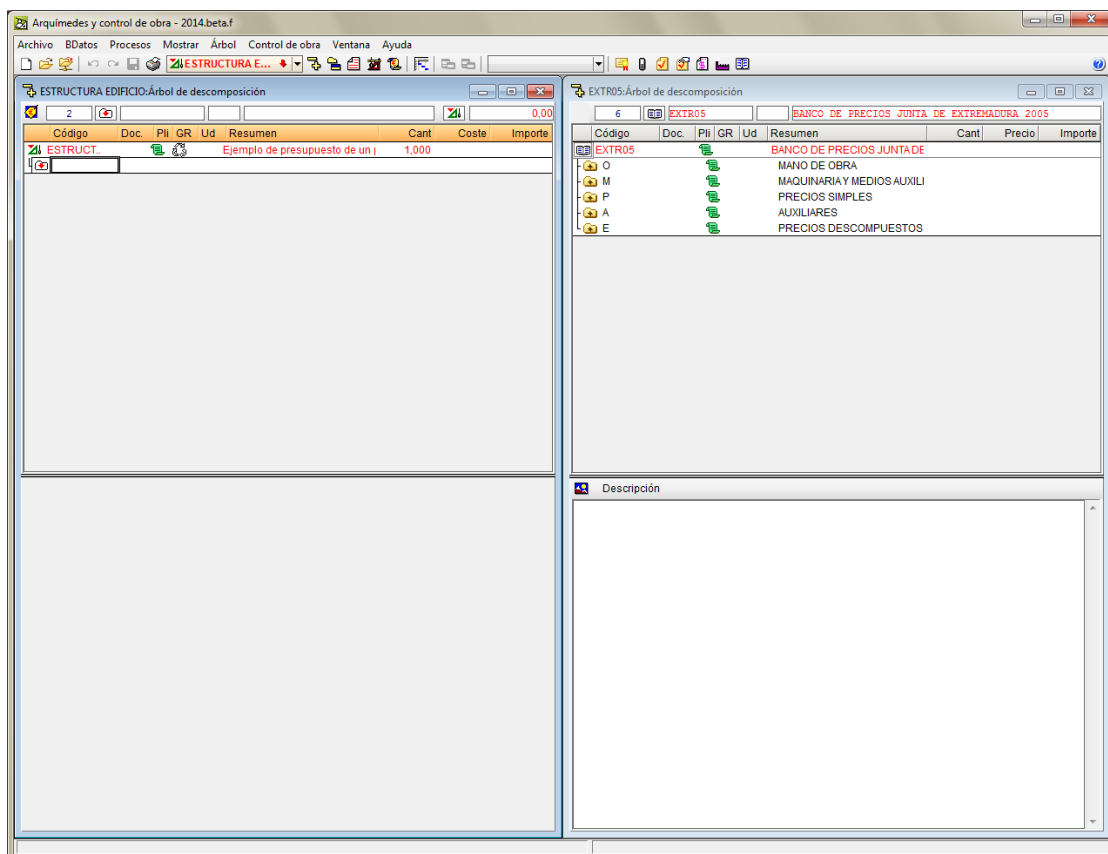 Arquímedes y control de obra - 2014.beta.f
Archivo BDatos Procesos Mostrar Árbol Control de obra Ventana Ayuda
ESTRUCTURA E...
ESTRUCTURA EDIFICIO:Árbol de descomposición
2 0,00
Código Doc. Pli GR Ud Resumen Cant Coste Importe
ESTRUCT.. Ejemplo de presupuesto de un 1,000
EXTR05:Árbol de descomposición
6 EXTR05 BANCO DE PRECIOS JUNTA DE EXTREMADURA 2005
Código Doc. Pli GR Ud Resumen Cant Precio Importe
EXTR05 BANCO DE PRECIOS JUNTA DE
O MANO DE OBRA
M MAQUINARIA Y MEDIOS AUXILI
P PRECIOS SIMPLES
A AUXILIARES
E PRECIOS DESCOMPUESTOS
Descripción